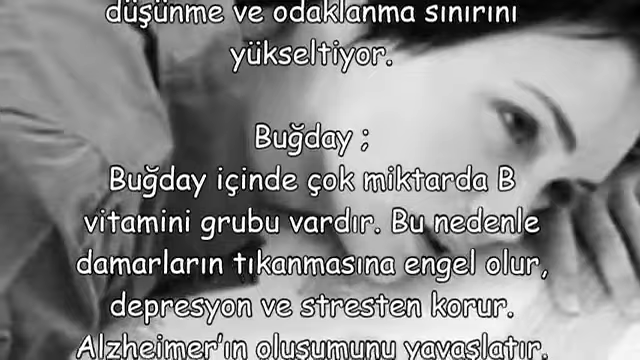 düşünme ve odaklanma sınırını
yükseltiyor.
Buğday ;
Buğday içinde çok miktarda B
vitamini grubu vardır. Bu nedenle
damarların tıkanmasına engel olur,
depresyon ve stresten korur.
Alzheimer'ın oluşumunu yavaşlatır.